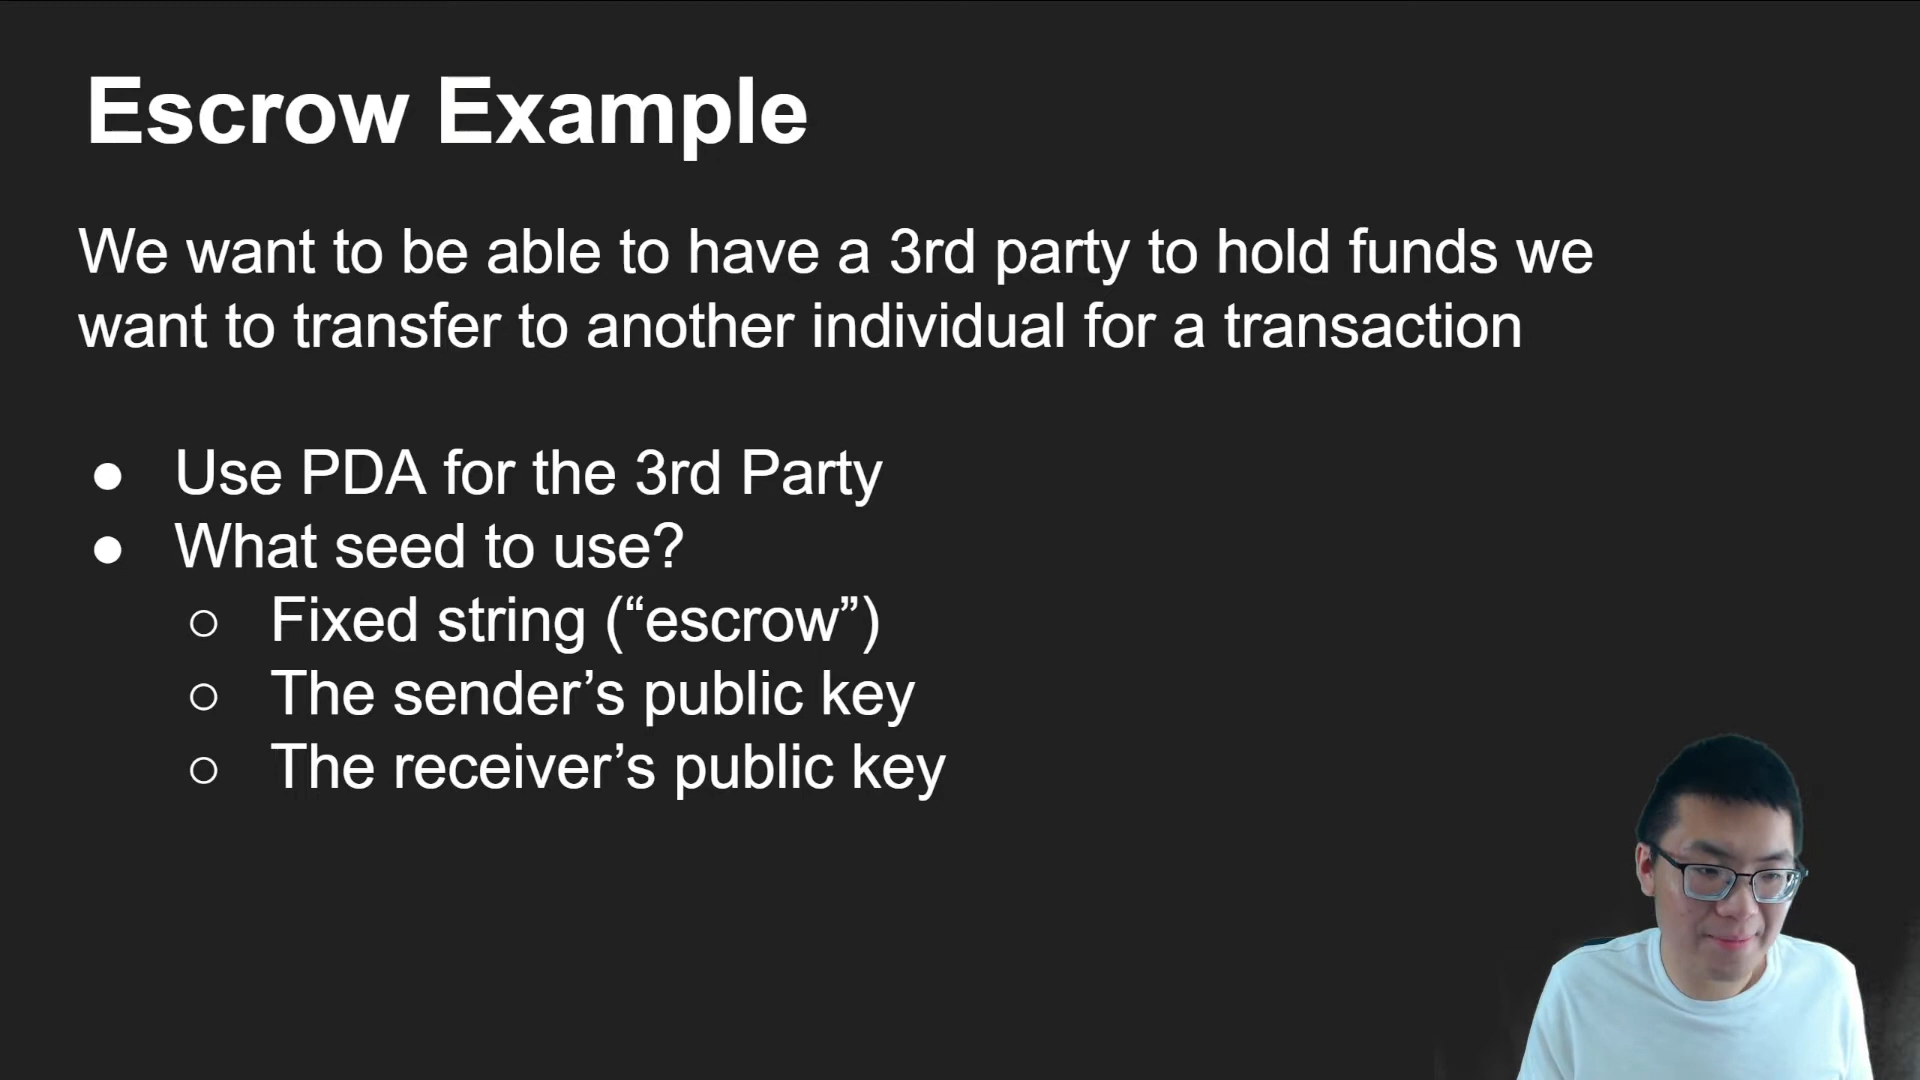 Escrow Example
We want to be able to have a 3rd party to hold funds we
want to transfer to another individual for a transaction
● Use PDA for the 3rd Party
● What seed to use?
○ Fixed string (“escrow”)
○ The sender’s public key
○ The receiver’s public key